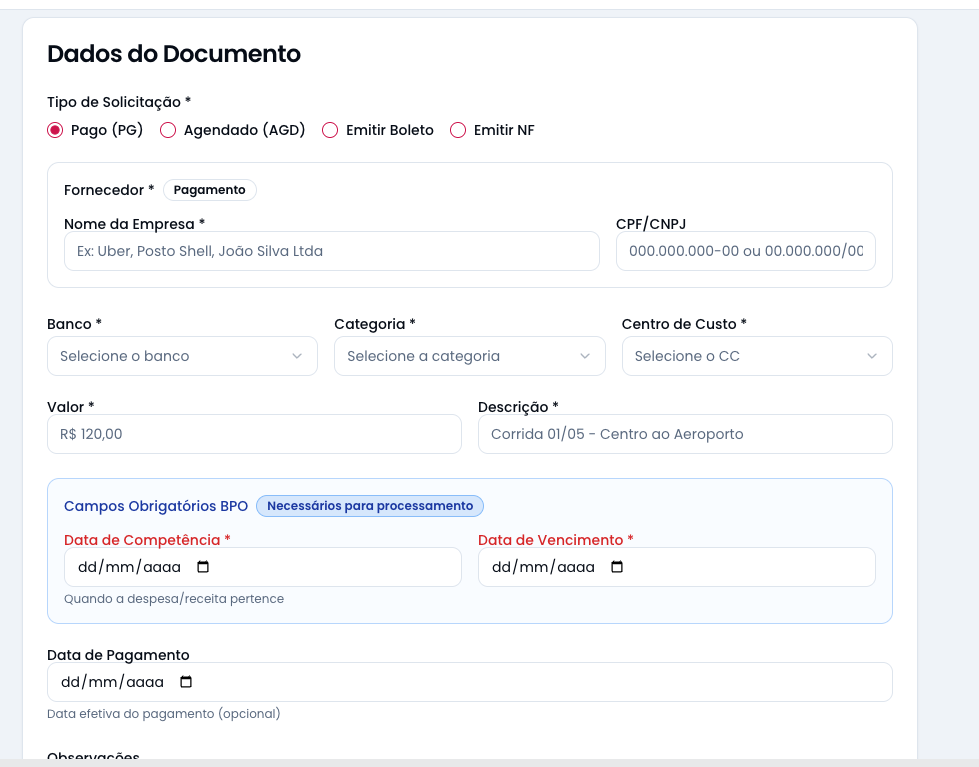 Dados do Documento
Tipo de Solicitação *
Pago (PG) Agendado (AGD) Emitir Boleto Emitir NF
Fornecedor * Pagamento
Nome da Empresa * CPF/CNPJ
Ex: Uber, Posto Shell, João Silva Ltda 000.000.000-00 ou 00.000.000/00
Banco * Categoria * Centro de Custo *
Selecione o banco Selecione a categoria Selecione o CC
Valor * Descrição *
R$ 120,00 Corrida 01/05 - Centro ao Aeroporto
Campos Obrigatórios BPO Necessários para processamento
Data de Competência * Data de Vencimento *
dd/mm/aaaa dd/mm/aaaa
Quando a despesa/receita pertence
Data de Pagamento
dd/mm/aaaa
Data efetiva do pagamento (opcional)
Observações